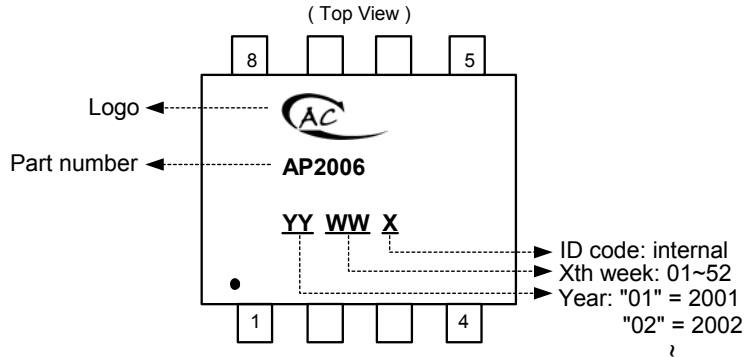 ( Top View )
8 5
Logo
AC
Part number
AP2006
YY WW X
ID code: internal
Xth week: 01~52
Year: "01" = 2001
"02" = 2002
~
1 4